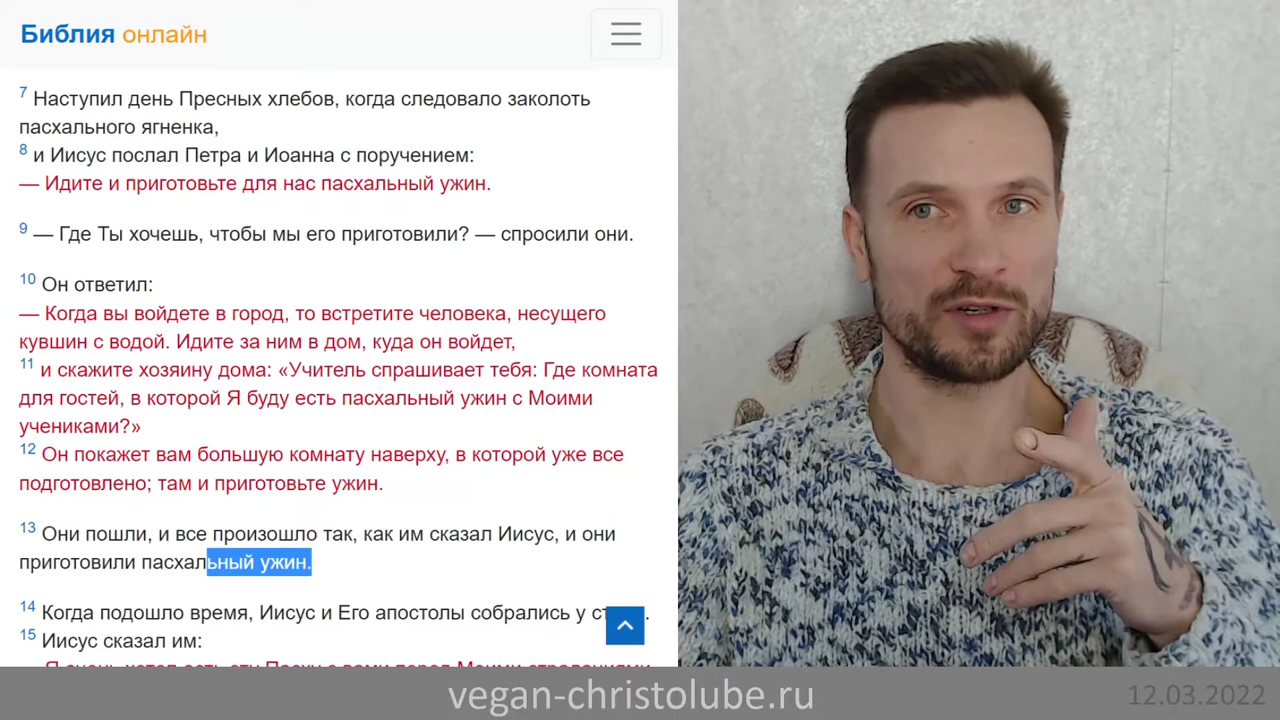 Библия онлайн
7 Наступил день Пресных хлебов, когда следовало заколоть
пасхального ягненка,
8 и Иисус послал Петра и Иоанна с поручением:
— Идите и приготовьте для нас пасхальный ужин.
9 — Где Ты хочешь, чтобы мы его приготовили? — спросили они.
10 Он ответил:
— Когда вы войдете в город, то встретите человека, несущего
кувшин с водой. Идите за ним в дом, куда он войдет,
11 и скажите хозяину дома: «Учитель спрашивает тебя: Где комната
для гостей, в которой Я буду есть пасхальный ужин с Моими
учениками?»
12 Он покажет вам большую комнату наверху, в которой уже все
подготовлено; там и приготовьте ужин.
13 Они пошли, и все произошло так, как им сказал Иисус, и они
приготовили пасхальный ужин.
14 Когда подошло время, Иисус и Его апостолы собрались у
15 Иисус сказал им:
vegan-christolube.ru
12.03.2022